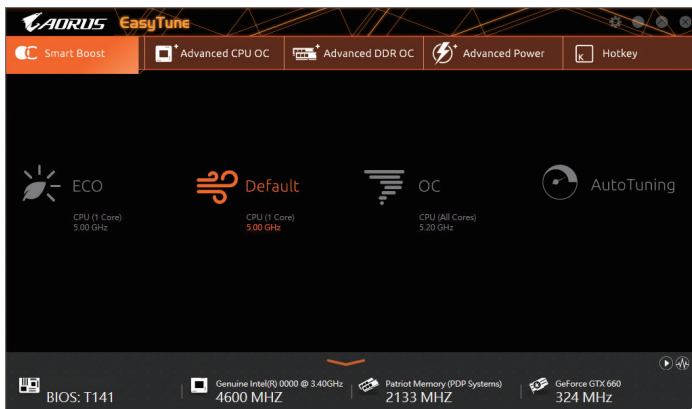 AORUS EasyTune
Smart Boost
Advanced CPU OC
Advanced DDR OC
Advanced Power
K
Hotkey
ECO
CPU (1 Core)
5.00 GHz
Default
CPU (1 Core)
5.00 GHz
OC
CPU (All Cores)
5.20 GHz
AutoTuning
BIOS: T141
Genuine Intel(R) 0000 @ 3.40GHz
4600 MHZ
Patriot Memory (PDP Systems)
2133 MHZ
GeForce GTX 660
324 MHz